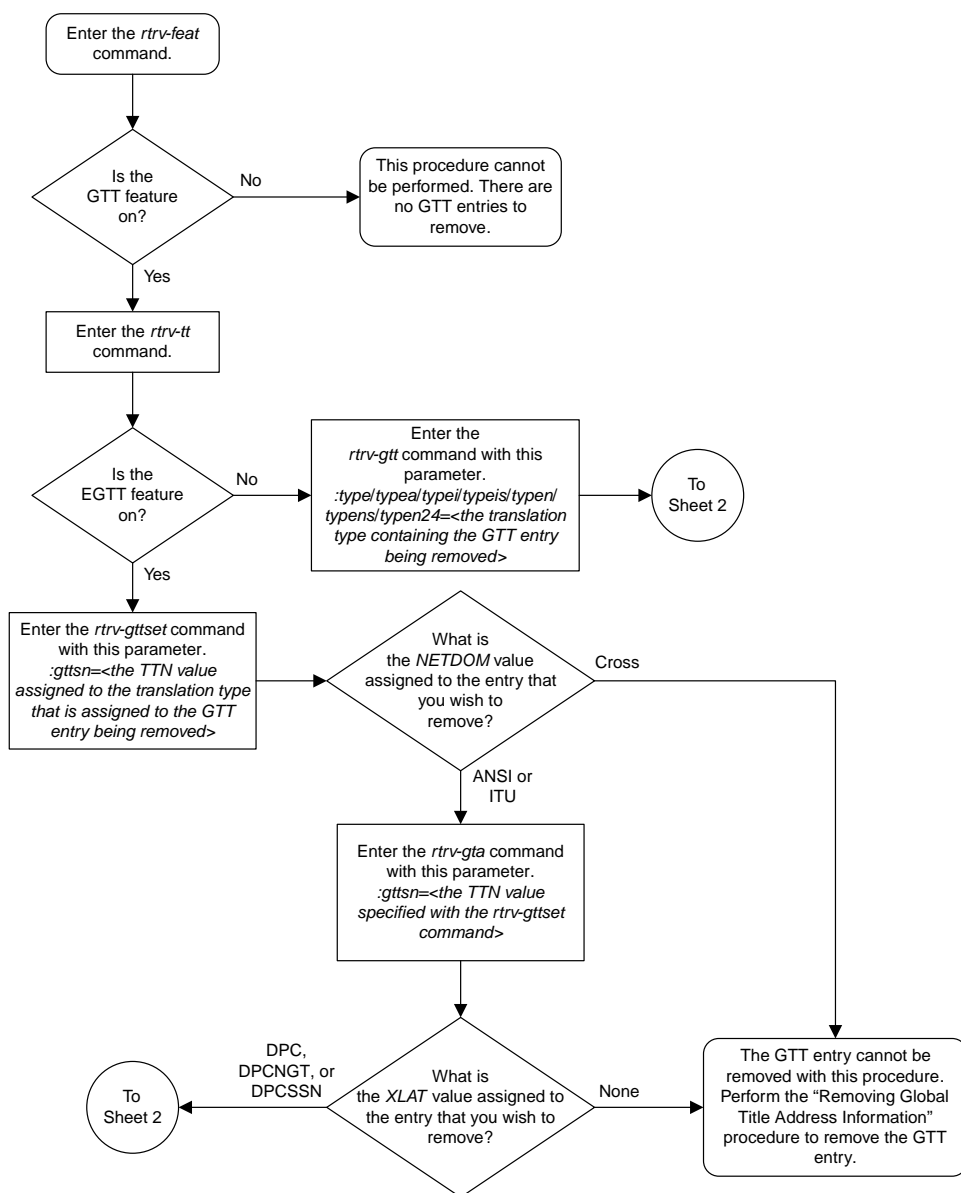 Enter the rtrv-feat
command.
Is the
GTT feature
on?
No
This procedure cannot
be performed. There are
no GTT entries to
remove.
Yes
Enter the rtrv-tt
command.
Is the
EGTT feature
on?
No
Enter the
rtrv-gtt command with this
parameter.
:type/typea/typei/typeis/typen/
typens/typen24=<the translation
type containing the GTT entry
being removed>
To
Sheet 2
Yes
Enter the rtrv-gttset command
with this parameter.
:gttsn=<the TTN value
assigned to the translation type
that is assigned to the GTT
entry being removed>
What is
the NETDOM value
assigned to the entry that
you wish to
remove?
Cross
ANSI or
ITU
Enter the rtrv-gta command
with this parameter.
:gttsn=<the TTN value
specified with the rtrv-gttset
command>
What is
the XLAT value assigned to
the entry that you wish to
remove?
DPC,
DPCNGT, or
DPCSSN
To
Sheet 2
None
The GTT entry cannot be
removed with this procedure.
Perform the “Removing Global
Title Address Information”
procedure to remove the GTT
entry.